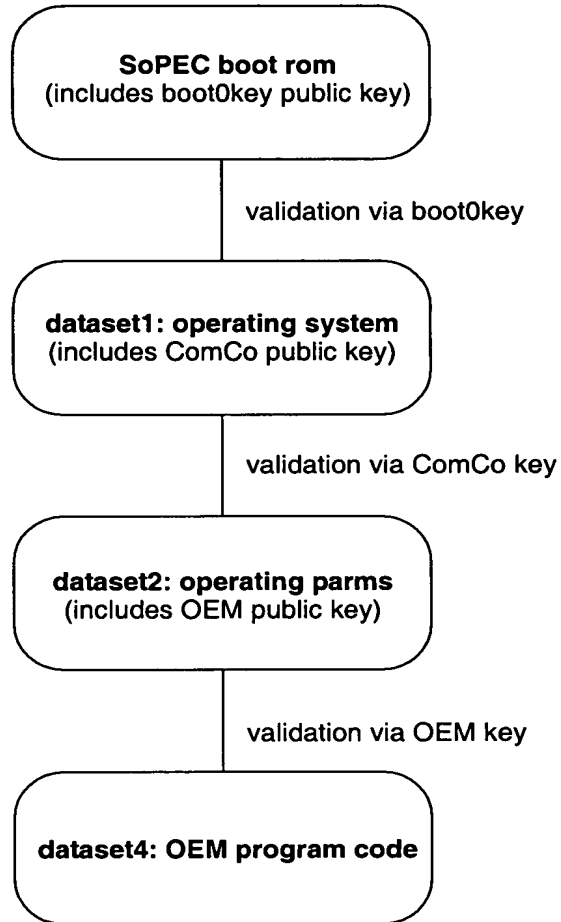 SoPEC boot rom
(includes boot0key public key)
validation via boot0key
dataset1: operating system
(includes ComCo public key)
validation via ComCo key
dataset2: operating parms
(includes OEM public key)
validation via OEM key
dataset4: OEM program code